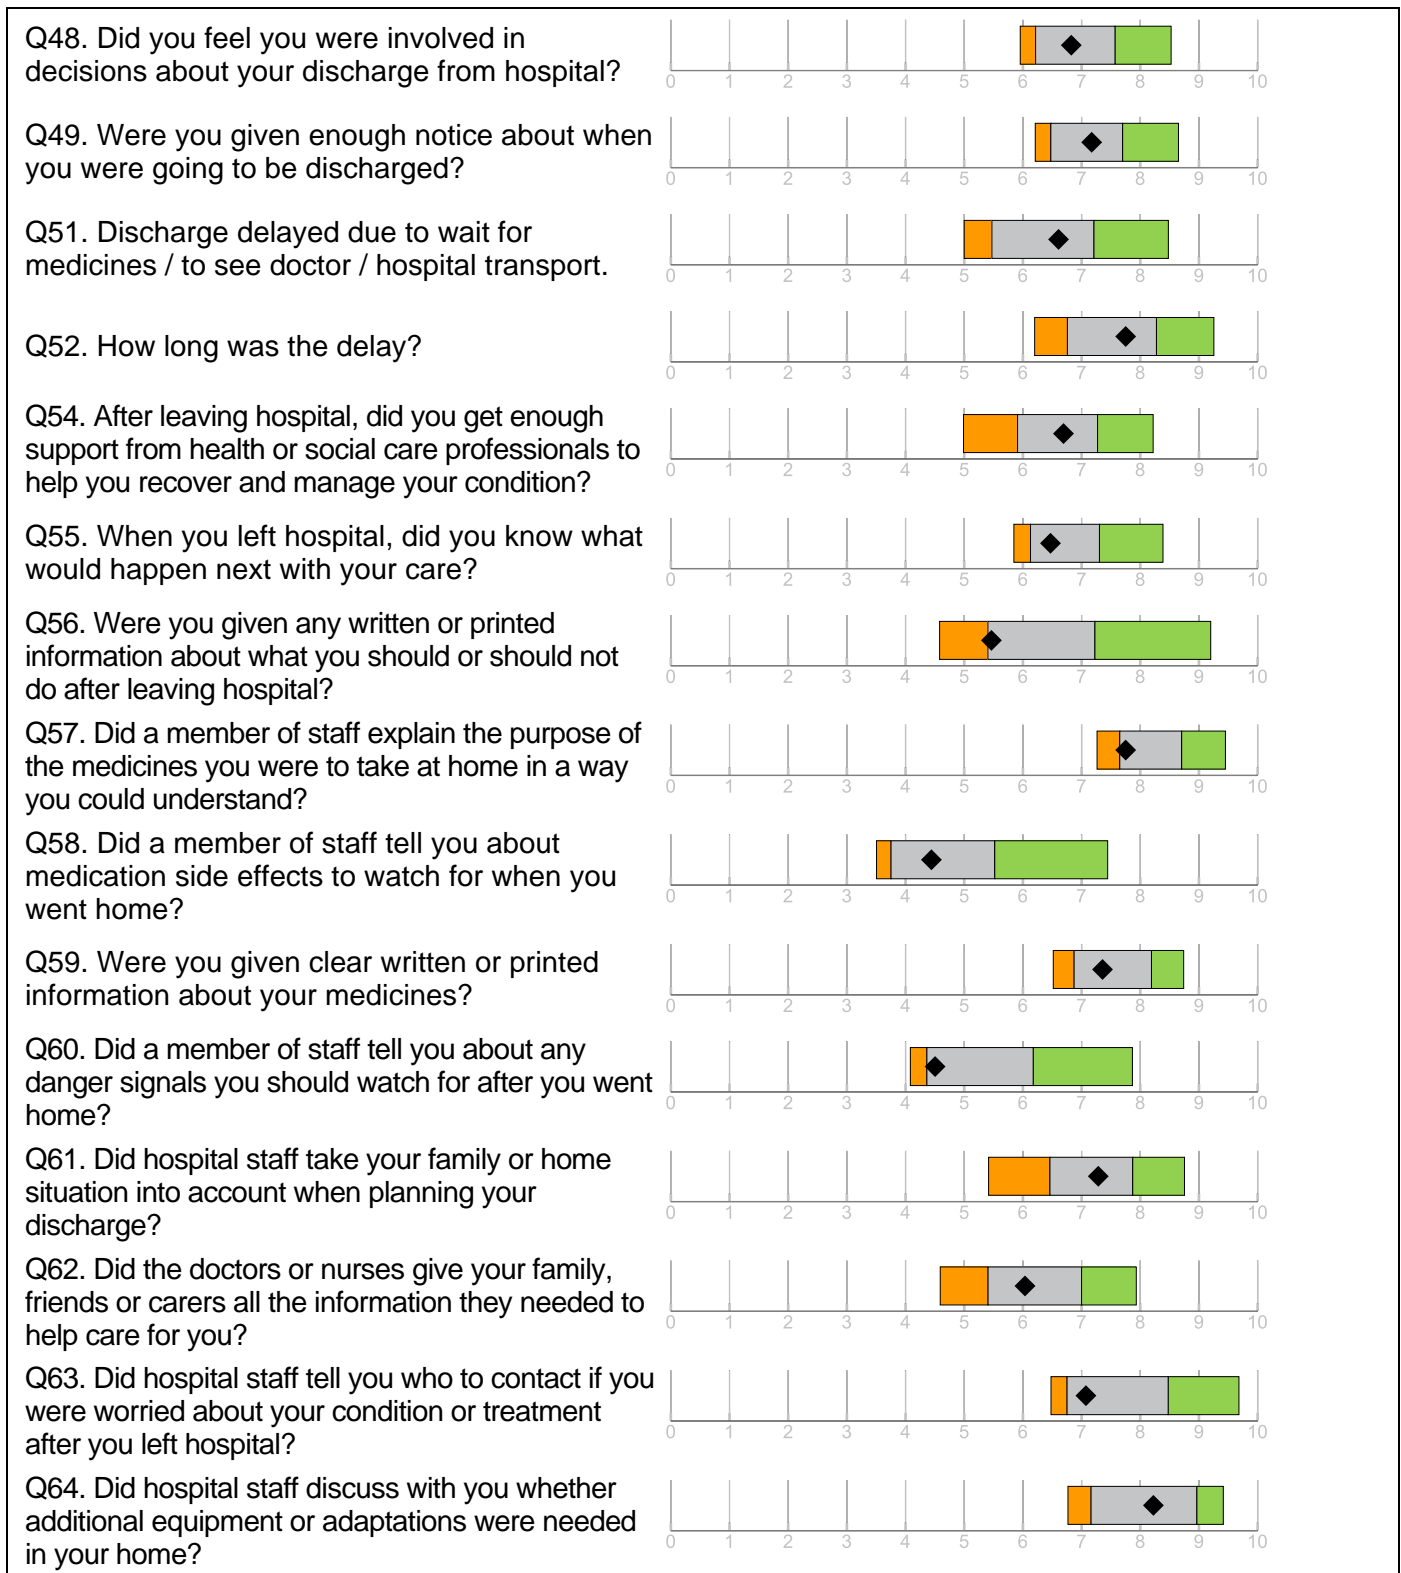 Q48. Did you feel you were involved in
decisions about your discharge from hospital?
0 1 2 3 4 5 6 7 8 9 10
Q49. Were you given enough notice about when
you were going to be discharged?
0 1 2 3 4 5 6 7 8 9 10
Q51. Discharge delayed due to wait for
medicines / to see doctor / hospital transport.
0 1 2 3 4 5 6 7 8 9 10
Q52. How long was the delay?
0 1 2 3 4 5 6 7 8 9 10
Q54. After leaving hospital, did you get enough
support from health or social care professionals to
help you recover and manage your condition?
0 1 2 3 4 5 6 7 8 9 10
Q55. When you left hospital, did you know what
would happen next with your care?
0 1 2 3 4 5 6 7 8 9 10
Q56. Were you given any written or printed
information about what you should or should not
do after leaving hospital?
0 1 2 3 4 5 6 7 8 9 10
Q57. Did a member of staff explain the purpose of
the medicines you were to take at home in a way
you could understand?
0 1 2 3 4 5 6 7 8 9 10
Q58. Did a member of staff tell you about
medication side effects to watch for when you
went home?
0 1 2 3 4 5 6 7 8 9 10
Q59. Were you given clear written or printed
information about your medicines?
0 1 2 3 4 5 6 7 8 9 10
Q60. Did a member of staff tell you about any
danger signals you should watch for after you went
home?
0 1 2 3 4 5 6 7 8 9 10
Q61. Did hospital staff take your family or home
situation into account when planning your
discharge?
0 1 2 3 4 5 6 7 8 9 10
Q62. Did the doctors or nurses give your family,
friends or carers all the information they needed to
help care for you?
0 1 2 3 4 5 6 7 8 9 10
Q63. Did hospital staff tell you who to contact if you
were worried about your condition or treatment
after you left hospital?
0 1 2 3 4 5 6 7 8 9 10
Q64. Did hospital staff discuss with you whether
additional equipment or adaptations were needed
in your home?
0 1 2 3 4 5 6 7 8 9 10